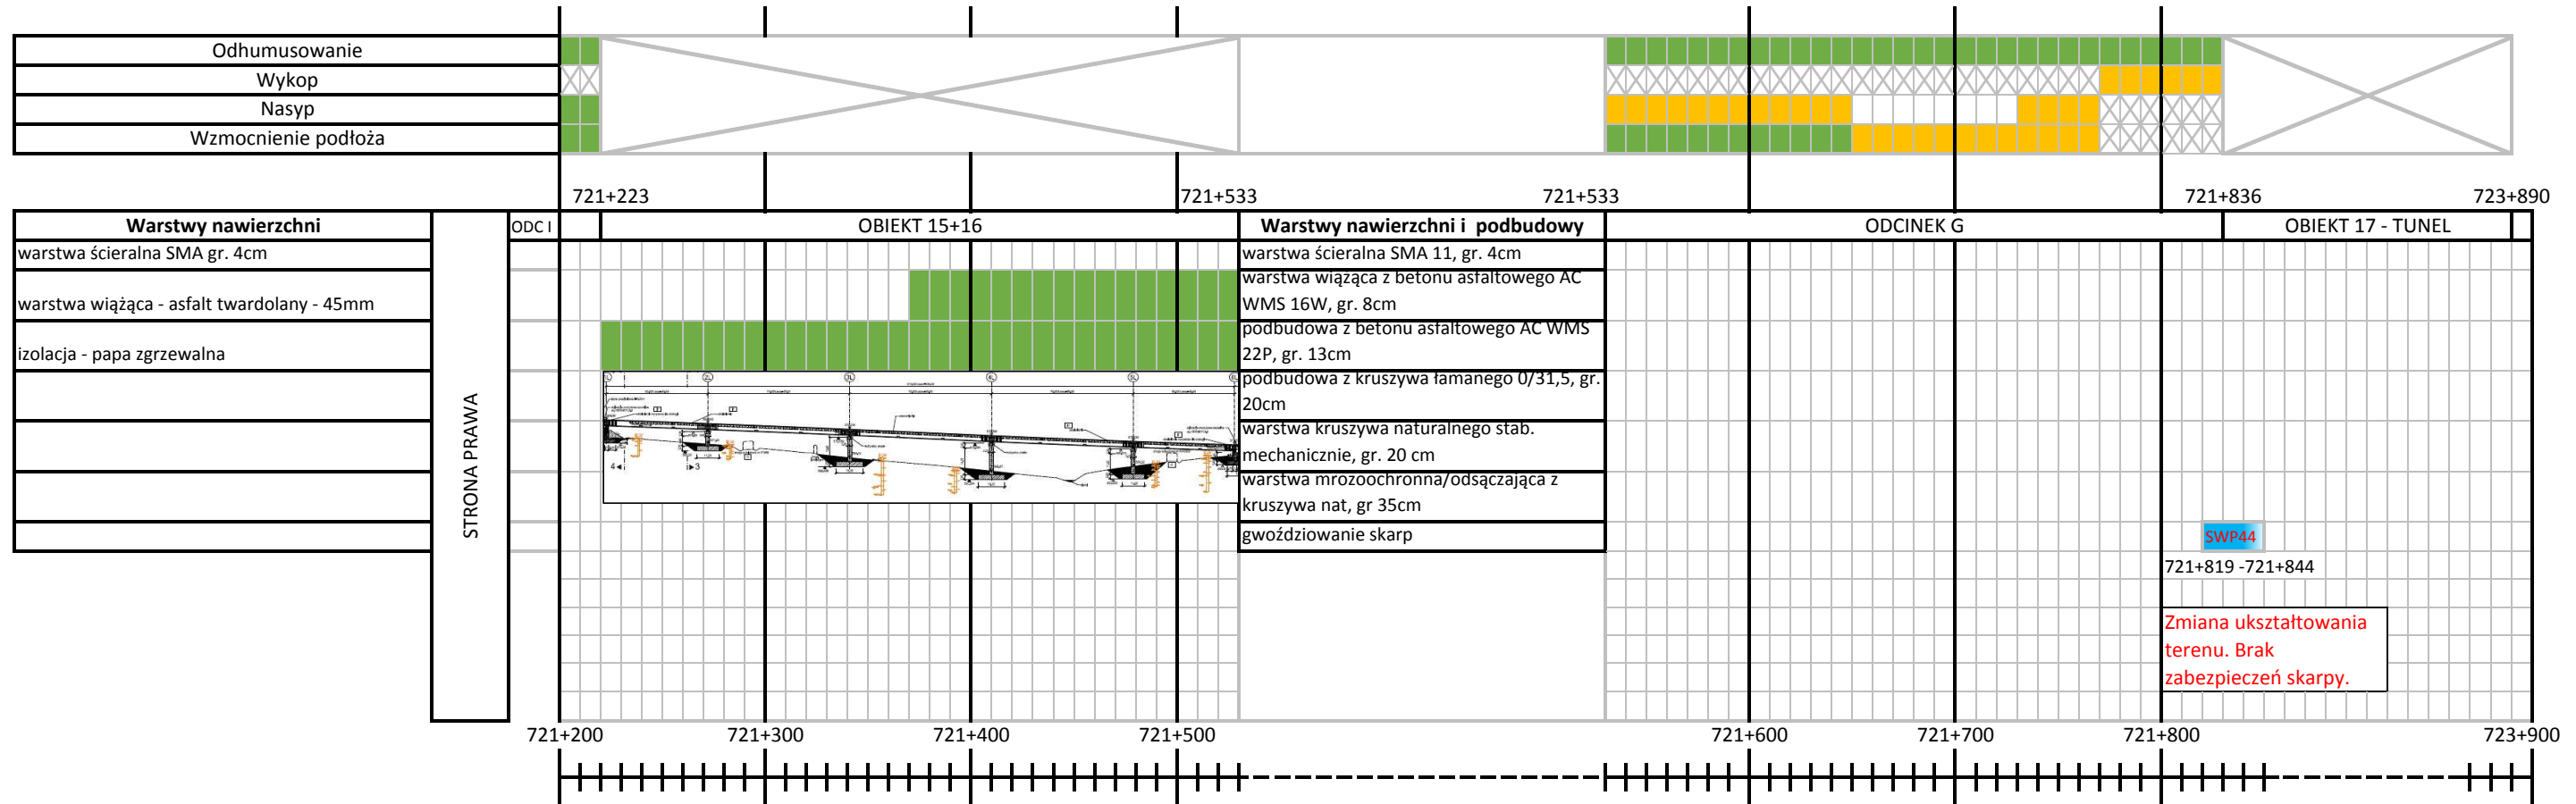 Odhumusowanie
Wykop
Nasyp
Wzmocnienie podłoża
721+223
721+533
721+533
721+836
723+890
Warstwy nawierzchni
STRONA PRAWA
ODC I
OBIEKT 15+16
Warstwy nawierzchni i podbudowy
ODCINEK G
OBIEKT 17 - TUNEL
warstwa ścieralna SMA gr. 4cm
warstwa wiążąca - asfalt twardolany - 45mm
izolacja - papa zgrzewalna
warstwa ścieralna SMA 11, gr. 4cm
warstwa wiążąca z betonu asfaltowego AC
WMS 16W, gr. 8cm
podbudowa z betonu asfaltowego AC WMS
22P, gr. 13cm
podbudowa z kruszywa łamanego 0/31,5, gr.
20cm
warstwa kruszywa naturalnego stab.
mechanicznie, gr. 20 cm
warstwa mrozoochronna/odsączająca z
kruszywa nat, gr 35cm
gwoździowanie skarp
SWP44
721+819 -721+844
Zmiana ukształtowania
terenu. Brak
zabezpieczeń skarpy.
721+200
721+300
721+400
721+500
721+600
721+700
721+800
723+900